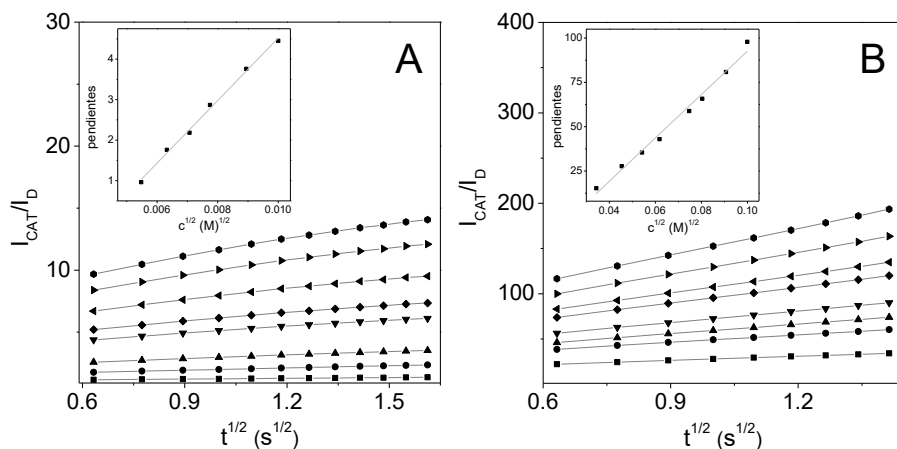 A
I_CAT/I_D
30
20
10
0.6
0.9
1.2
1.5
t^1/2 (s^1/2)
pendientes
4
3
2
1
0.006
0.008
0.010
c^1/2 (M)^1/2
B
I_CAT/I_D
400
300
200
100
0.6
0.9
1.2
t^1/2 (s^1/2)
pendientes
100
75
50
25
0.04
0.06
0.08
0.10
c^1/2 (M)^1/2